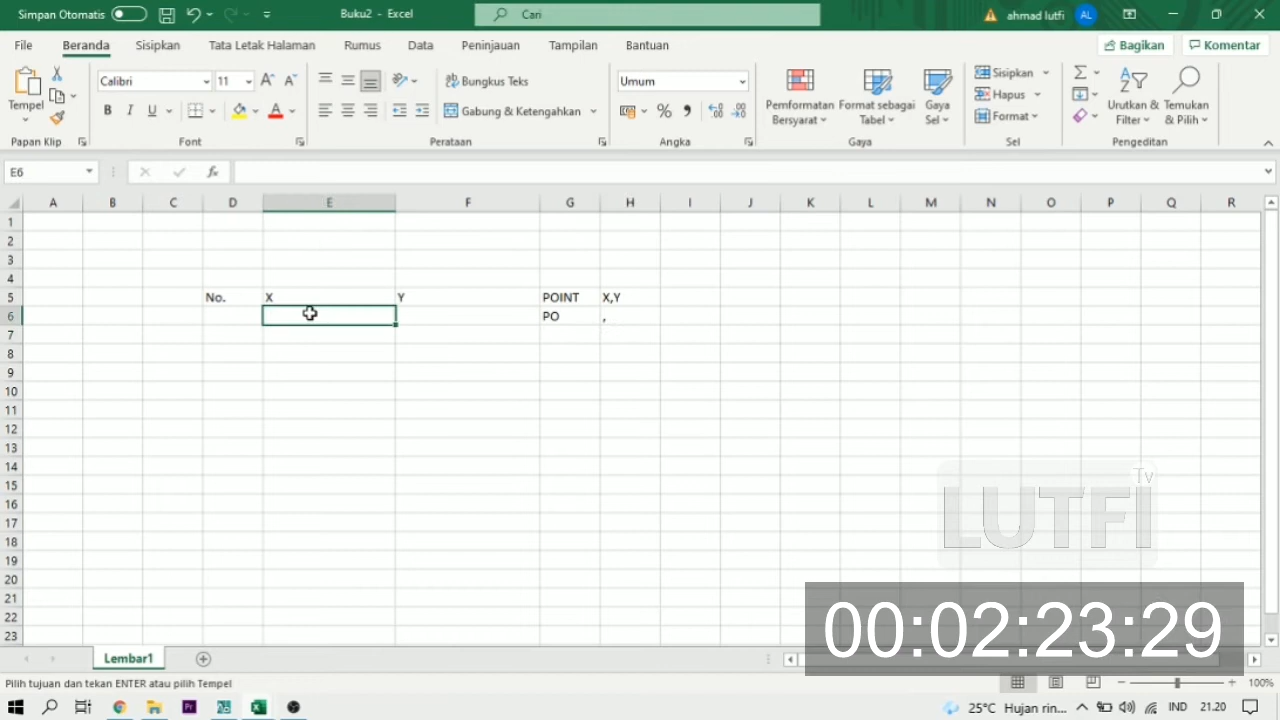 Simpan Otomatis Buku2 - Excel Cari ahmad lutfi AL
File Beranda Sisipkan Tata Letak Halaman Rumus Data Peninjauan Tampilan Bantuan Bagikan Komentar
Tempel
Calibri 11
B I U A
Bungkus Teks
Gabung & Ketengahkan
Umum
Pemformatan Bersyarat
Format sebagai Tabel
Gaya Sel
Sisipkan
Hapus
Format
Urutkan & Filter
Temukan & Pilih
Papan Klip Font Perataan Angka Gaya Sel Pengeditan
E6 fx
A B C D E F G H I J K L M N O P Q R
1
2
3
4
5 No. X Y POINT X,Y
6 PO ,
7
8
9
10
11
12
13
14
15
16
17
18
19
20
21
22
23
LUTFI Tv
00:02:23:29
Lembar1
Pilih tujuan dan tekan ENTER atau pilih Tempel 100%
25°C Hujan rin... IND 21.20